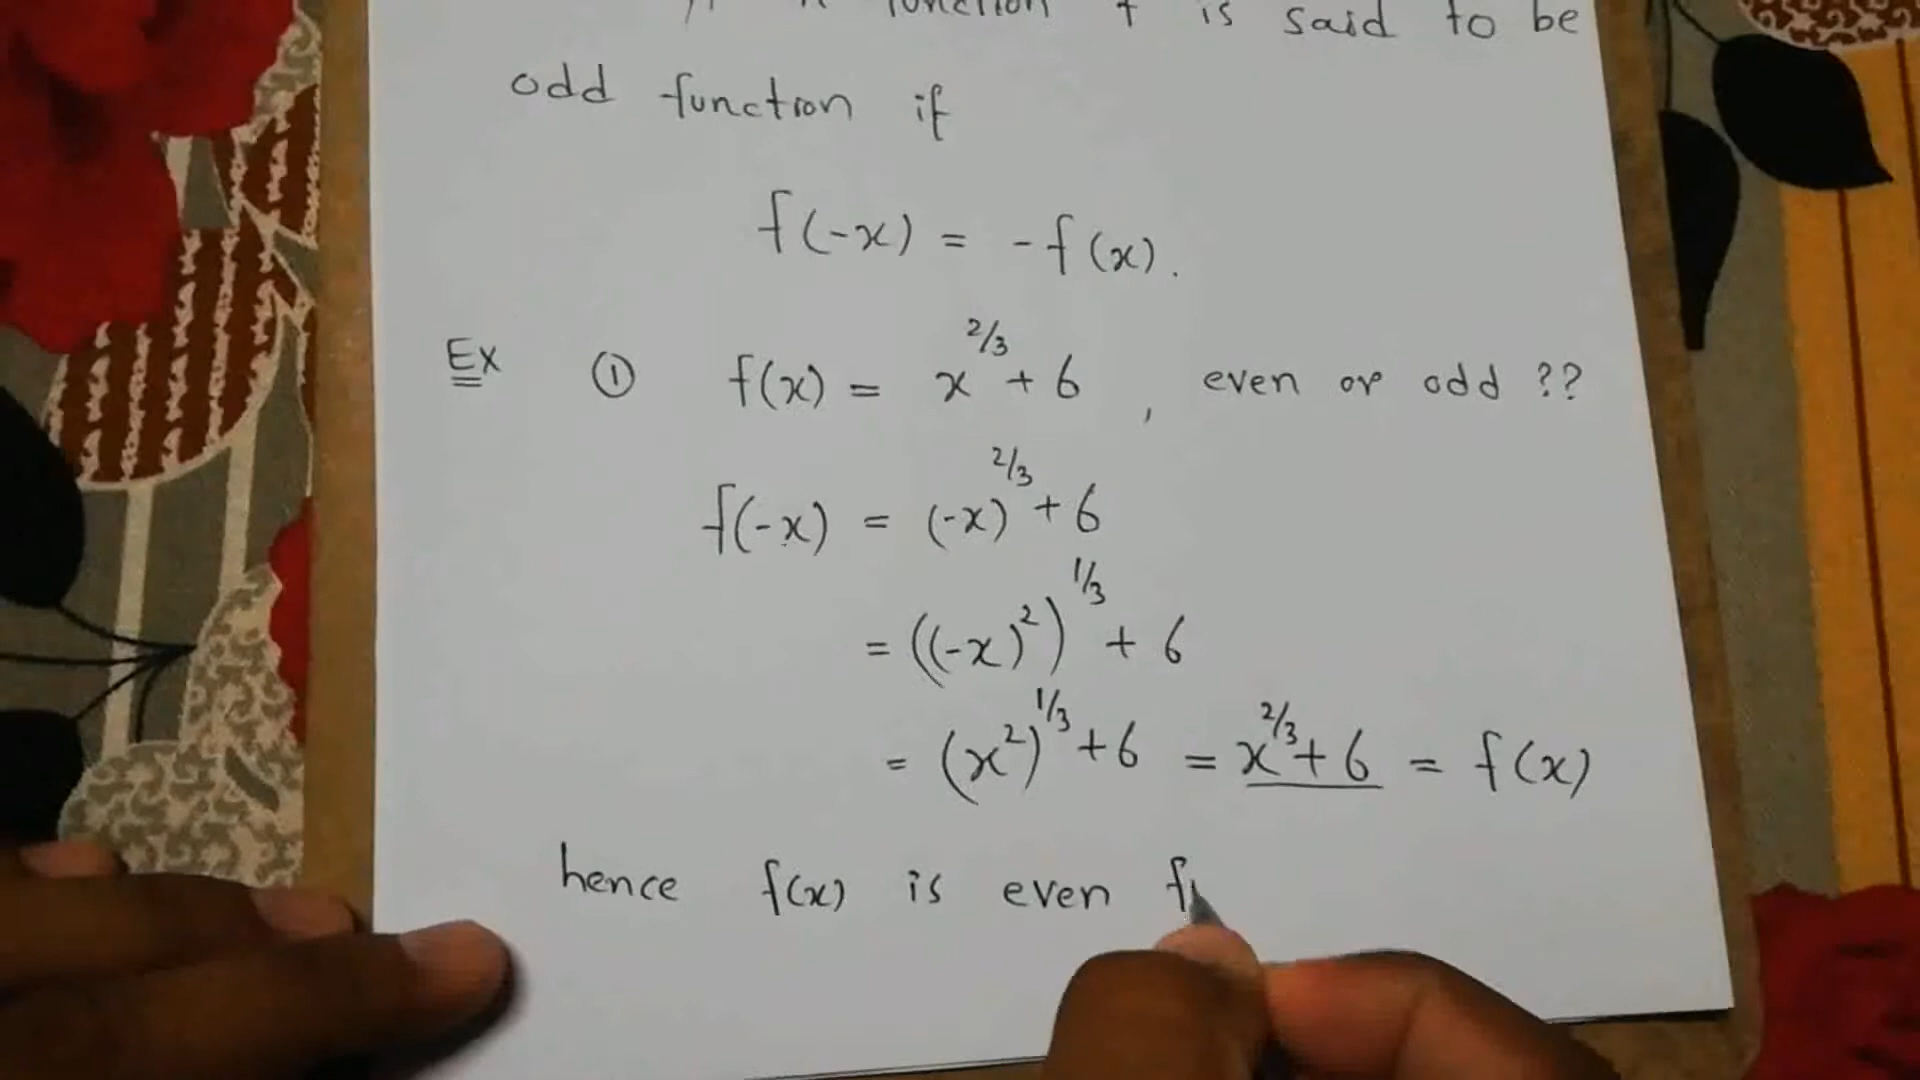 function f is said to be
odd function if
f(-x) = -f(x).
Ex ① f(x) = x^{2/3} + 6 , even or odd ??
f(-x) = (-x)^{2/3} + 6
= ((-x)^2)^{1/3} + 6
= (x^2)^{1/3} + 6 = x^{2/3} + 6 = f(x)
hence f(x) is even f